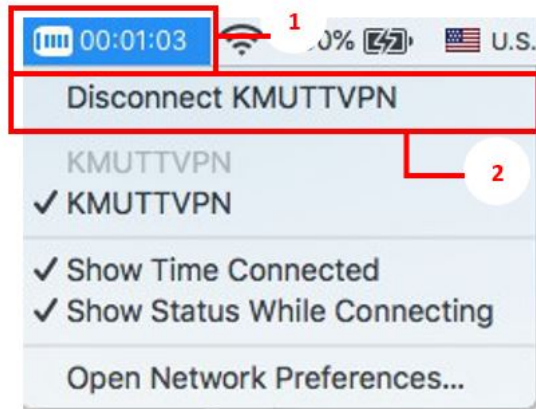 00:01:03 0% U.S.
1
Disconnect KMUTTVPN
KMUTTVPN
2
KMUTTVPN
Show Time Connected
Show Status While Connecting
Open Network Preferences...